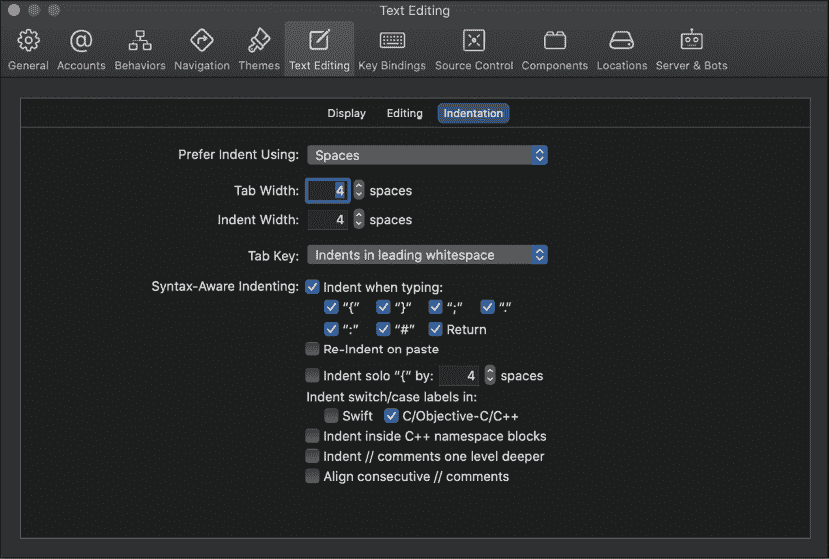 Text Editing
General Accounts Behaviors Navigation Themes Text Editing Key Bindings Source Control Components Locations Server & Bots
Display Editing Indentation
Prefer Indent Using: Spaces
Tab Width: 4 spaces
Indent Width: 4 spaces
Tab Key: Indents in leading whitespace
Syntax-Aware Indenting: Indent when typing:
“{” “}” “;” “.”
“:” “#” Return
Re-Indent on paste
Indent solo “{” by: 4 spaces
Indent switch/case labels in:
Swift C/Objective-C/C++
Indent inside C++ namespace blocks
Indent // comments one level deeper
Align consecutive // comments